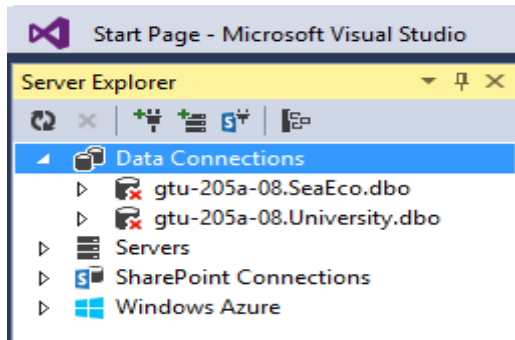 Start Page - Microsoft Visual Studio
Server Explorer
Data Connections
gtu-205a-08.SeaEco.dbo
gtu-205a-08.University.dbo
Servers
SharePoint Connections
Windows Azure